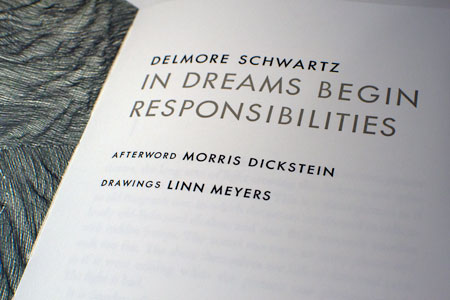 DELMORE SCHWARTZ
IN DREAMS BEGIN
RESPONSIBILITIES
AFTERWORD MORRIS DICKSTEIN
DRAWINGS LINN MEYERS